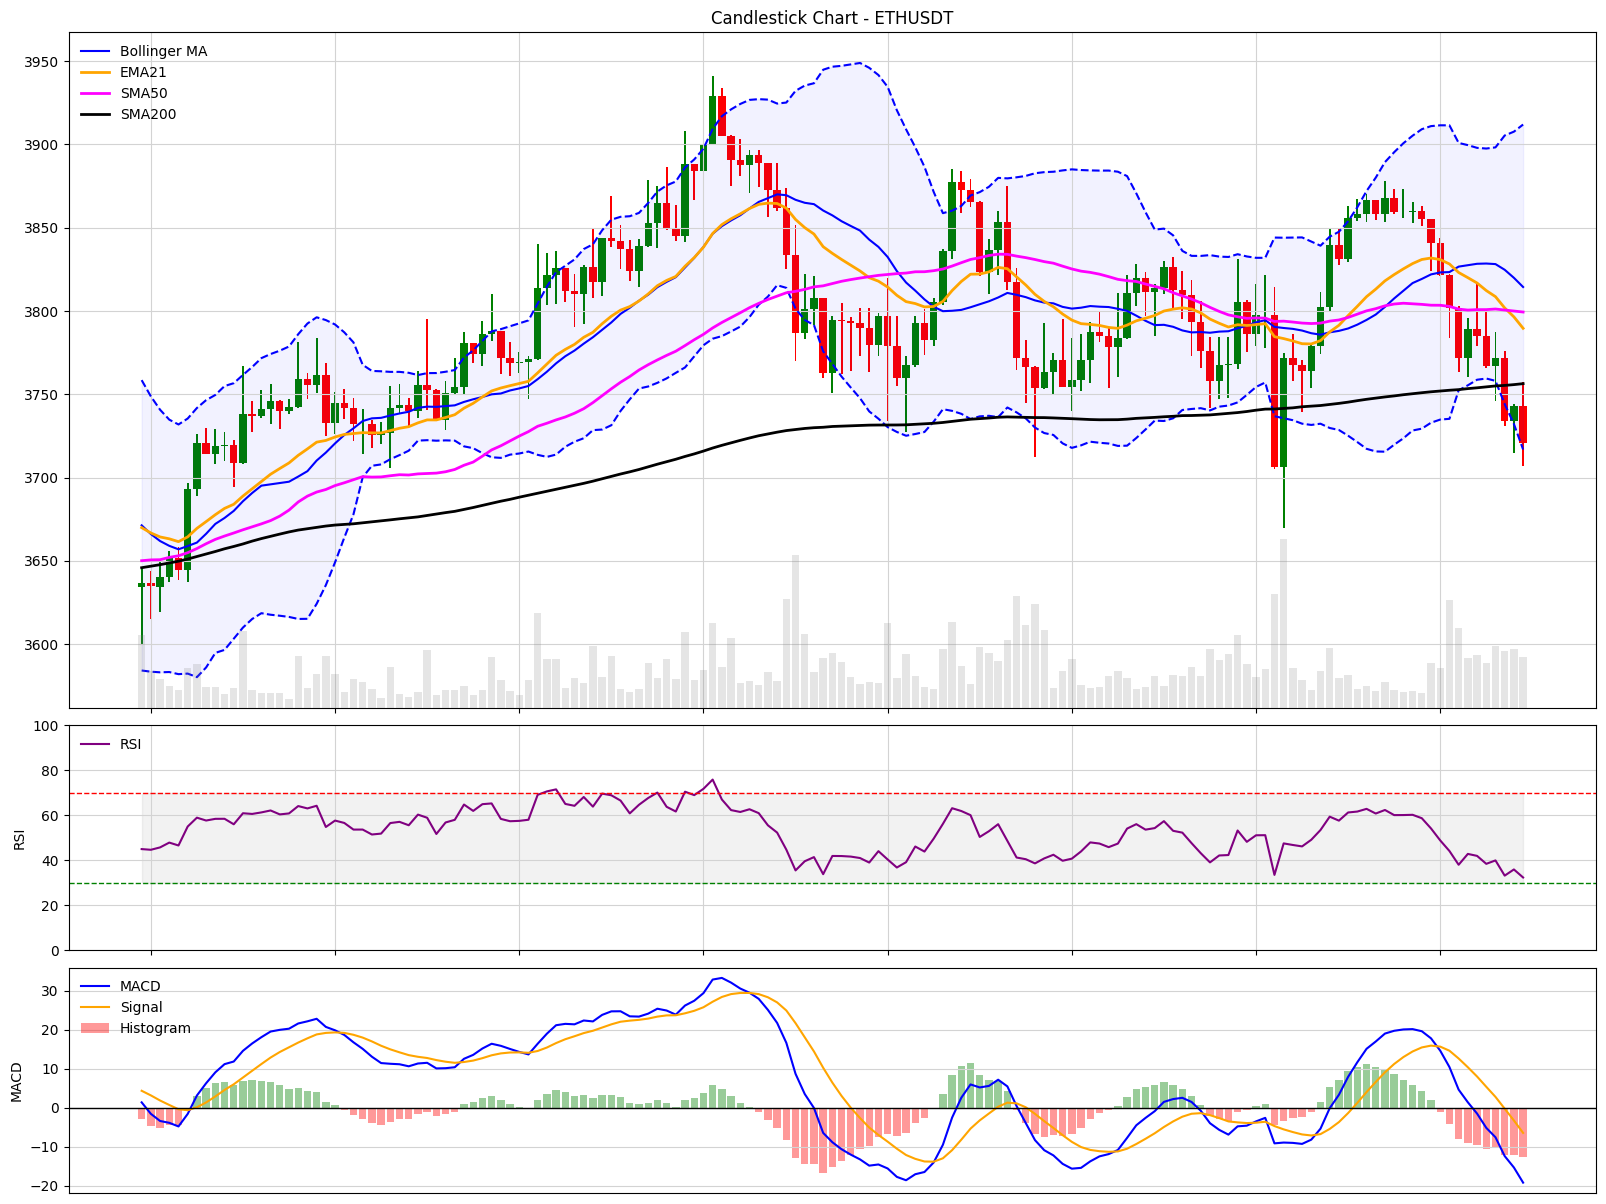 Candlestick Chart - ETHUSDT
Bollinger MA
EMA21
SMA50
SMA200
3950
3900
3850
3800
3750
3700
3650
3600
RSI
100
80
60
40
20
0
RSI
MACD
Signal
Histogram
30
20
10
0
−10
−20
MACD